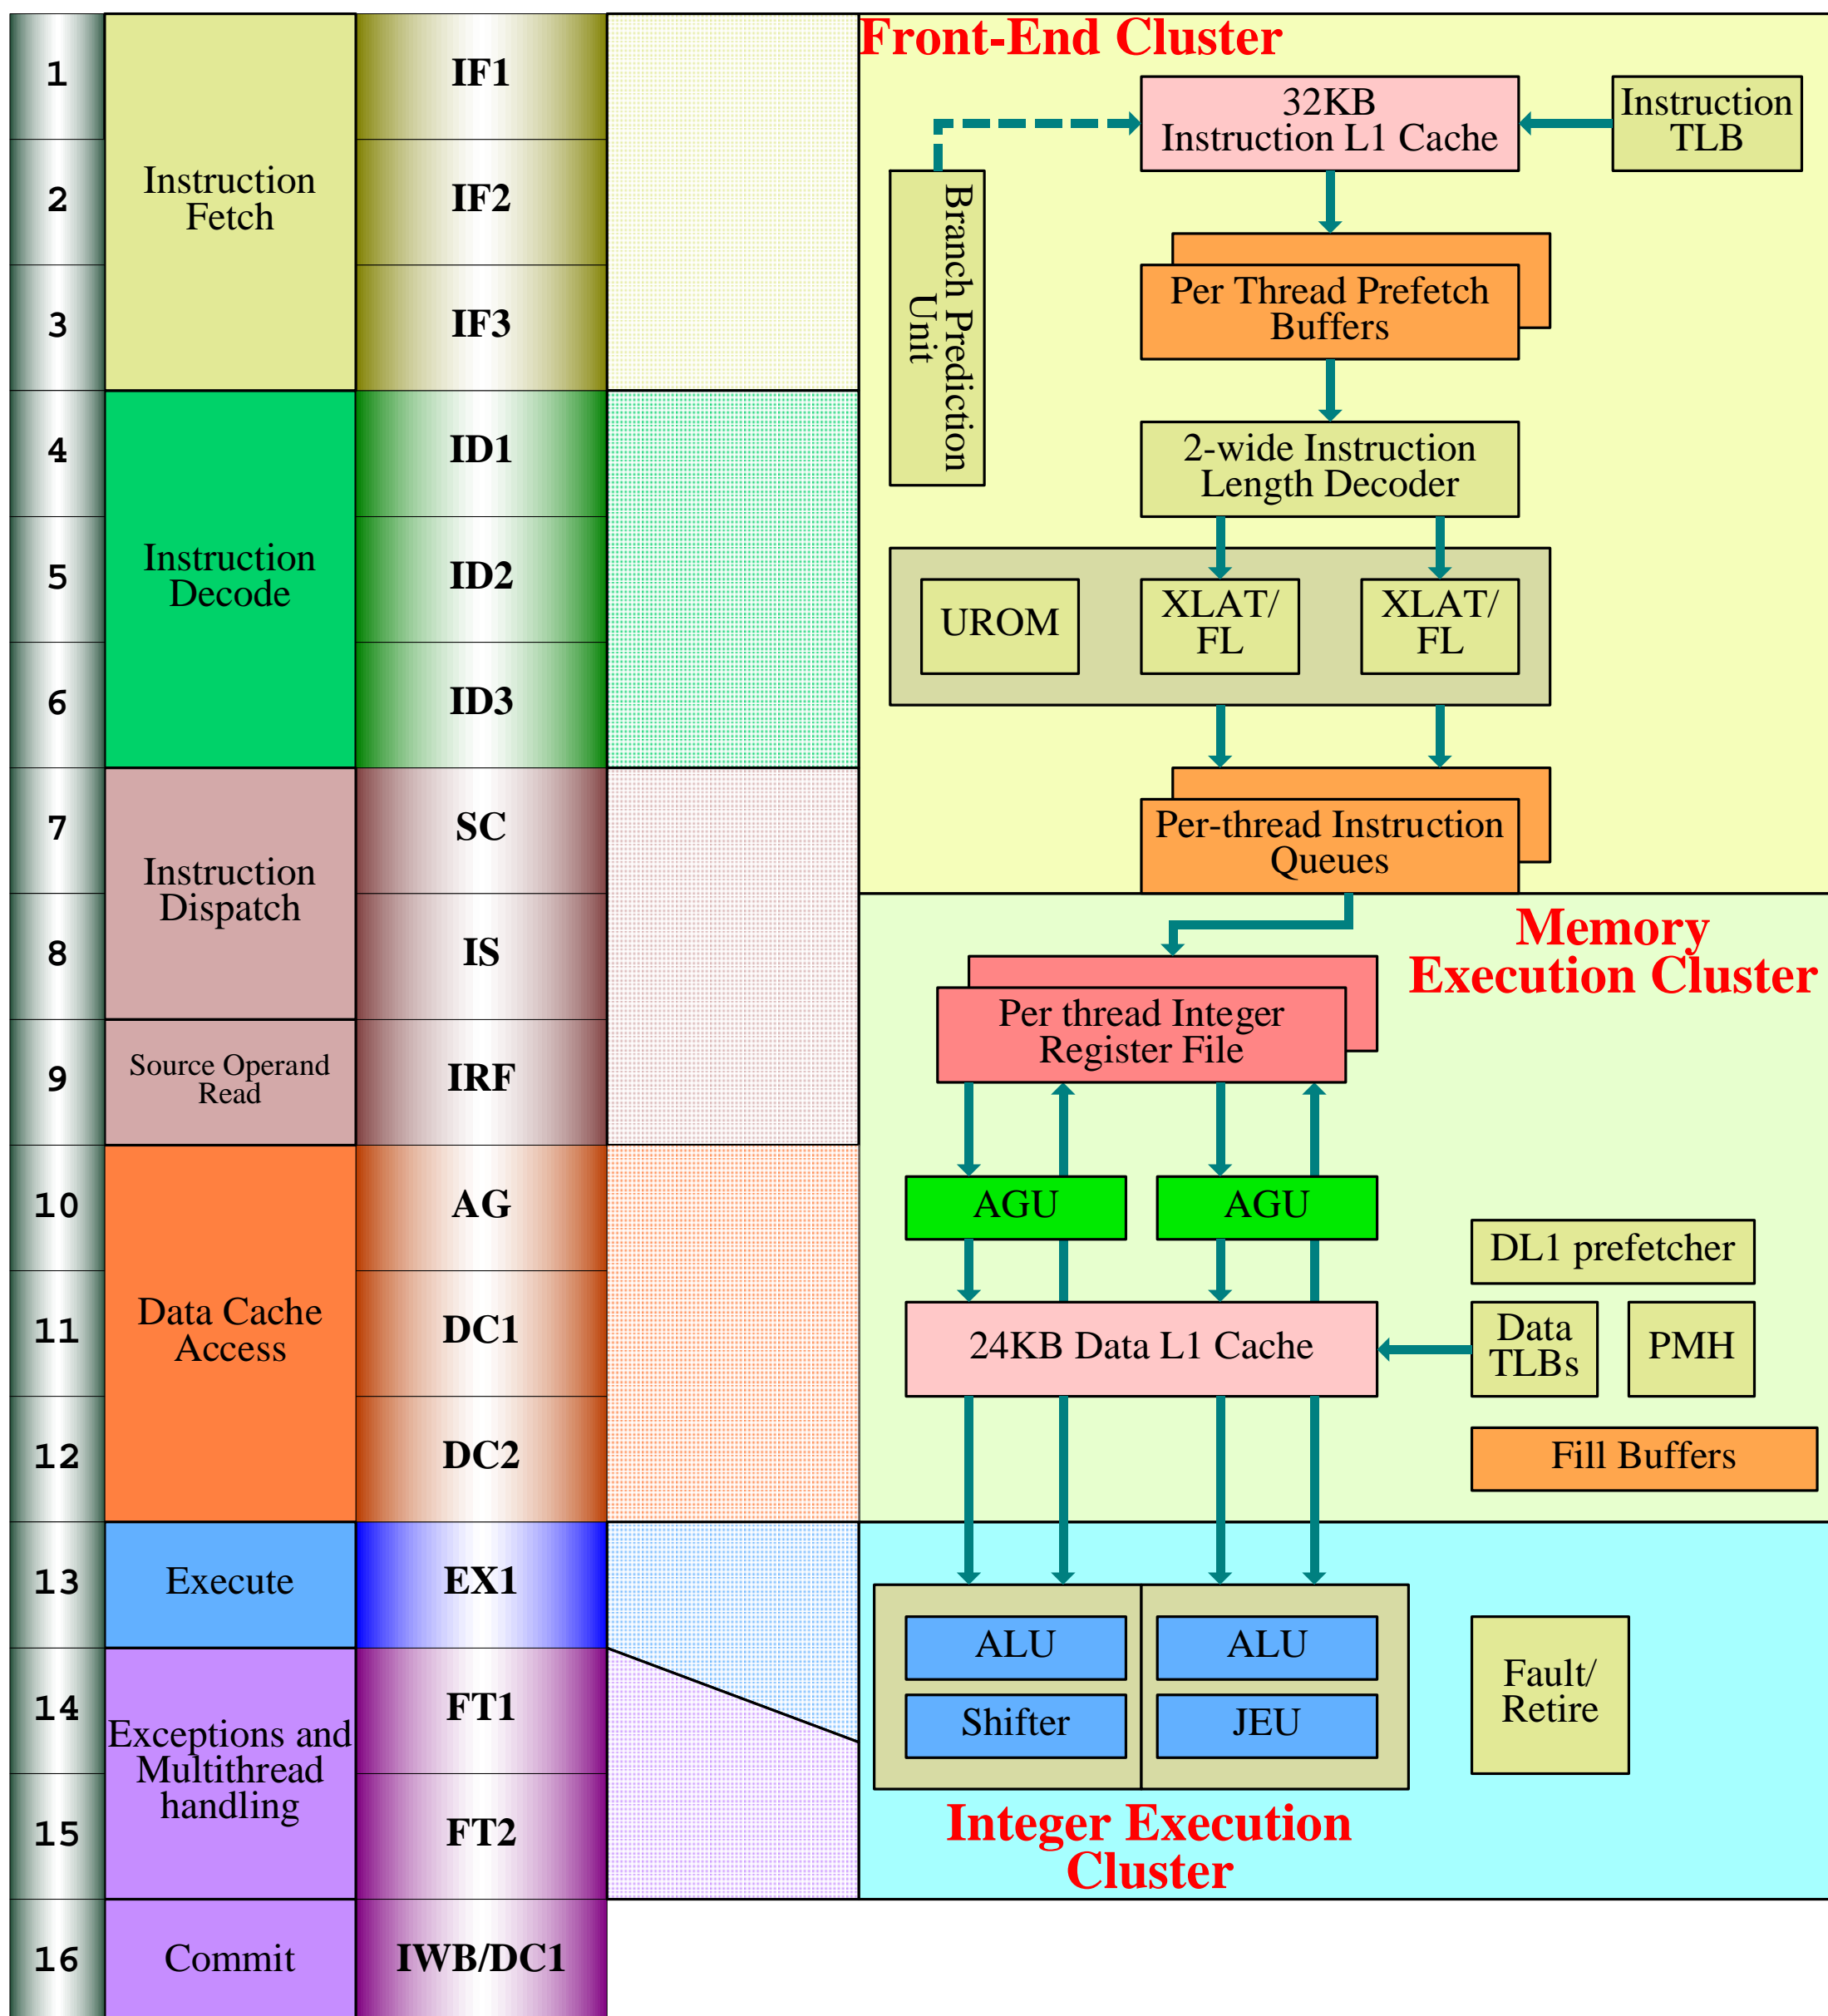 Front-End Cluster
1
IF1
32KB
Instruction L1 Cache
Instruction
TLB
2
Instruction
Fetch
IF2
Branch Prediction
Unit
3
IF3
Per Thread Prefetch
Buffers
4
ID1
2-wide Instruction
Length Decoder
5
Instruction
Decode
ID2
UROM
XLAT/
FL
XLAT/
FL
6
ID3
7
SC
Per-thread Instruction
Queues
Instruction
Dispatch
8
IS
Memory
Execution Cluster
9
Source Operand
Read
IRF
Per thread Integer
Register File
10
AG
AGU
AGU
DL1 prefetcher
11
Data Cache
Access
DC1
24KB Data L1 Cache
Data
TLBs
PMH
12
DC2
Fill Buffers
13
Execute
EX1
ALU
ALU
14
FT1
Shifter
JEU
Fault/
Retire
Exceptions and
Multithread
handling
15
FT2
Integer Execution
Cluster
16
Commit
IWB/DC1